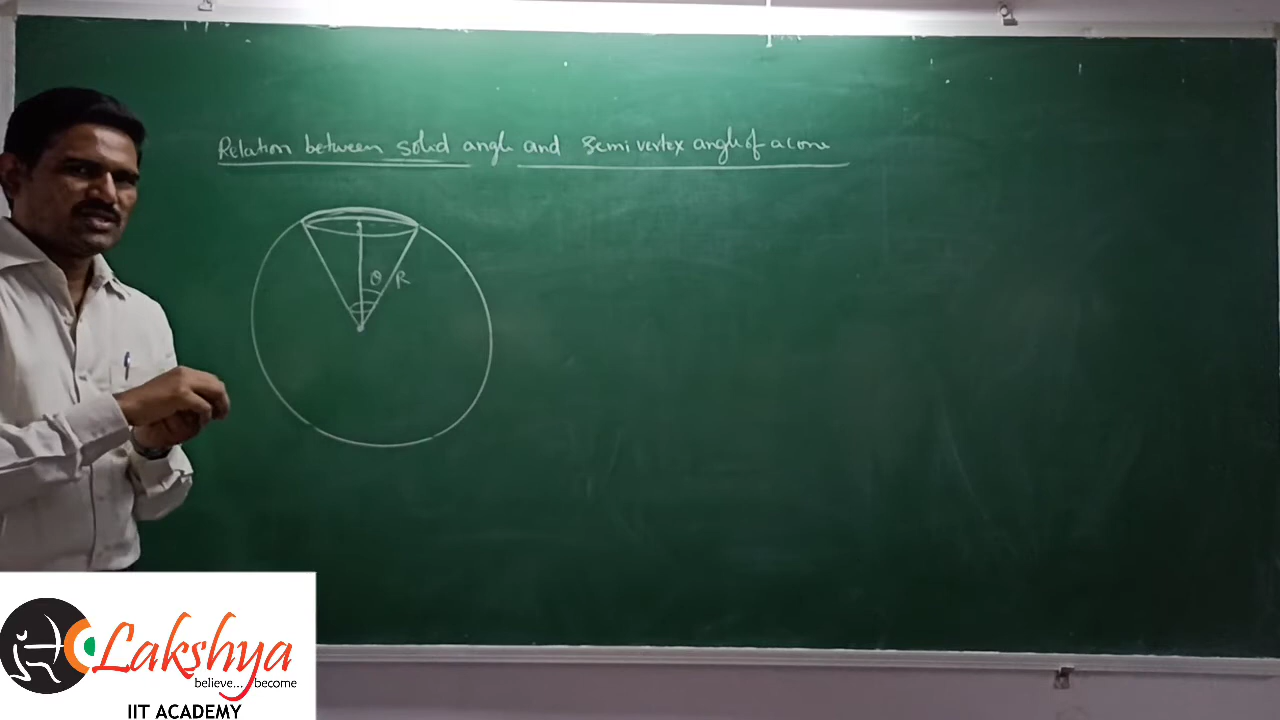 Relation between solid angle and semi vertex angle of a cone
θ R
Lakshya
believe... become
IIT ACADEMY